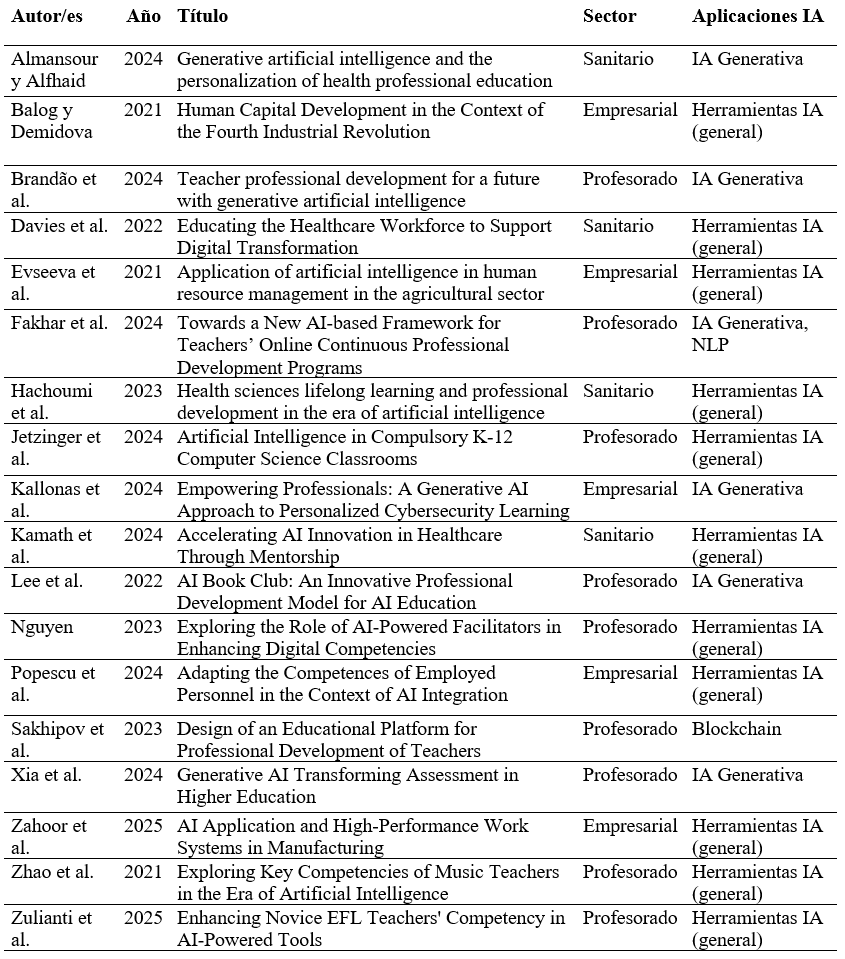 Autor/es Año Título Sector Aplicaciones IA
Almansour 2024 Generative artificial intelligence and the Sanitario IA Generativa
y Alfhaid personalization of health professional education
Balog y 2021 Human Capital Development in the Context of Empresarial Herramientas IA
Demidova the Fourth Industrial Revolution (general)
Brandão et 2024 Teacher professional development for a future Profesorado IA Generativa
al. with generative artificial intelligence
Davies et al. 2022 Educating the Healthcare Workforce to Support Sanitario Herramientas IA
Digital Transformation (general)
Evseeva et 2021 Application of artificial intelligence in human Empresarial Herramientas IA
al. resource management in the agricultural sector (general)
Fakhar et al. 2024 Towards a New AI-based Framework for Profesorado IA Generativa,
Teachers’ Online Continuous Professional NLP
Development Programs
Hachoumi 2023 Health sciences lifelong learning and professional Sanitario Herramientas IA
et al. development in the era of artificial intelligence (general)
Jetzinger et 2024 Artificial Intelligence in Compulsory K-12 Profesorado Herramientas IA
al. Computer Science Classrooms (general)
Kallonas et 2024 Empowering Professionals: A Generative AI Empresarial IA Generativa
al. Approach to Personalized Cybersecurity Learning
Kamath et 2024 Accelerating AI Innovation in Healthcare Sanitario Herramientas IA
al. Through Mentorship (general)
Lee et al. 2022 AI Book Club: An Innovative Professional Profesorado IA Generativa
Development Model for AI Education
Nguyen 2023 Exploring the Role of AI-Powered Facilitators in Profesorado Herramientas IA
Enhancing Digital Competencies (general)
Popescu et 2024 Adapting the Competences of Employed Empresarial Herramientas IA
al. Personnel in the Context of AI Integration (general)
Sakhipov et 2023 Design of an Educational Platform for Profesorado Blockchain
al. Professional Development of Teachers
Xia et al. 2024 Generative AI Transforming Assessment in Profesorado IA Generativa
Higher Education
Zahoor et 2025 AI Application and High-Performance Work Empresarial Herramientas IA
al. Systems in Manufacturing (general)
Zhao et al. 2021 Exploring Key Competencies of Music Teachers Profesorado Herramientas IA
in the Era of Artificial Intelligence (general)
Zulianti et 2025 Enhancing Novice EFL Teachers' Competency in Profesorado Herramientas IA
al. AI-Powered Tools (general)